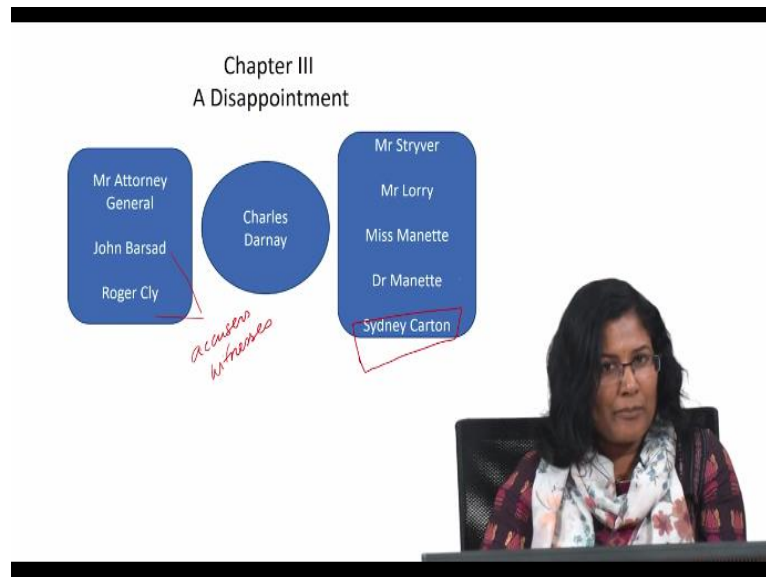 Chapter III
A Disappointment
Mr Attorney
General
John Barsad
Roger Cly
Charles
Darnay
Mr Stryver
Mr Lorry
Miss Manette
Dr Manette
Sydney Carton
accusers
witnesses